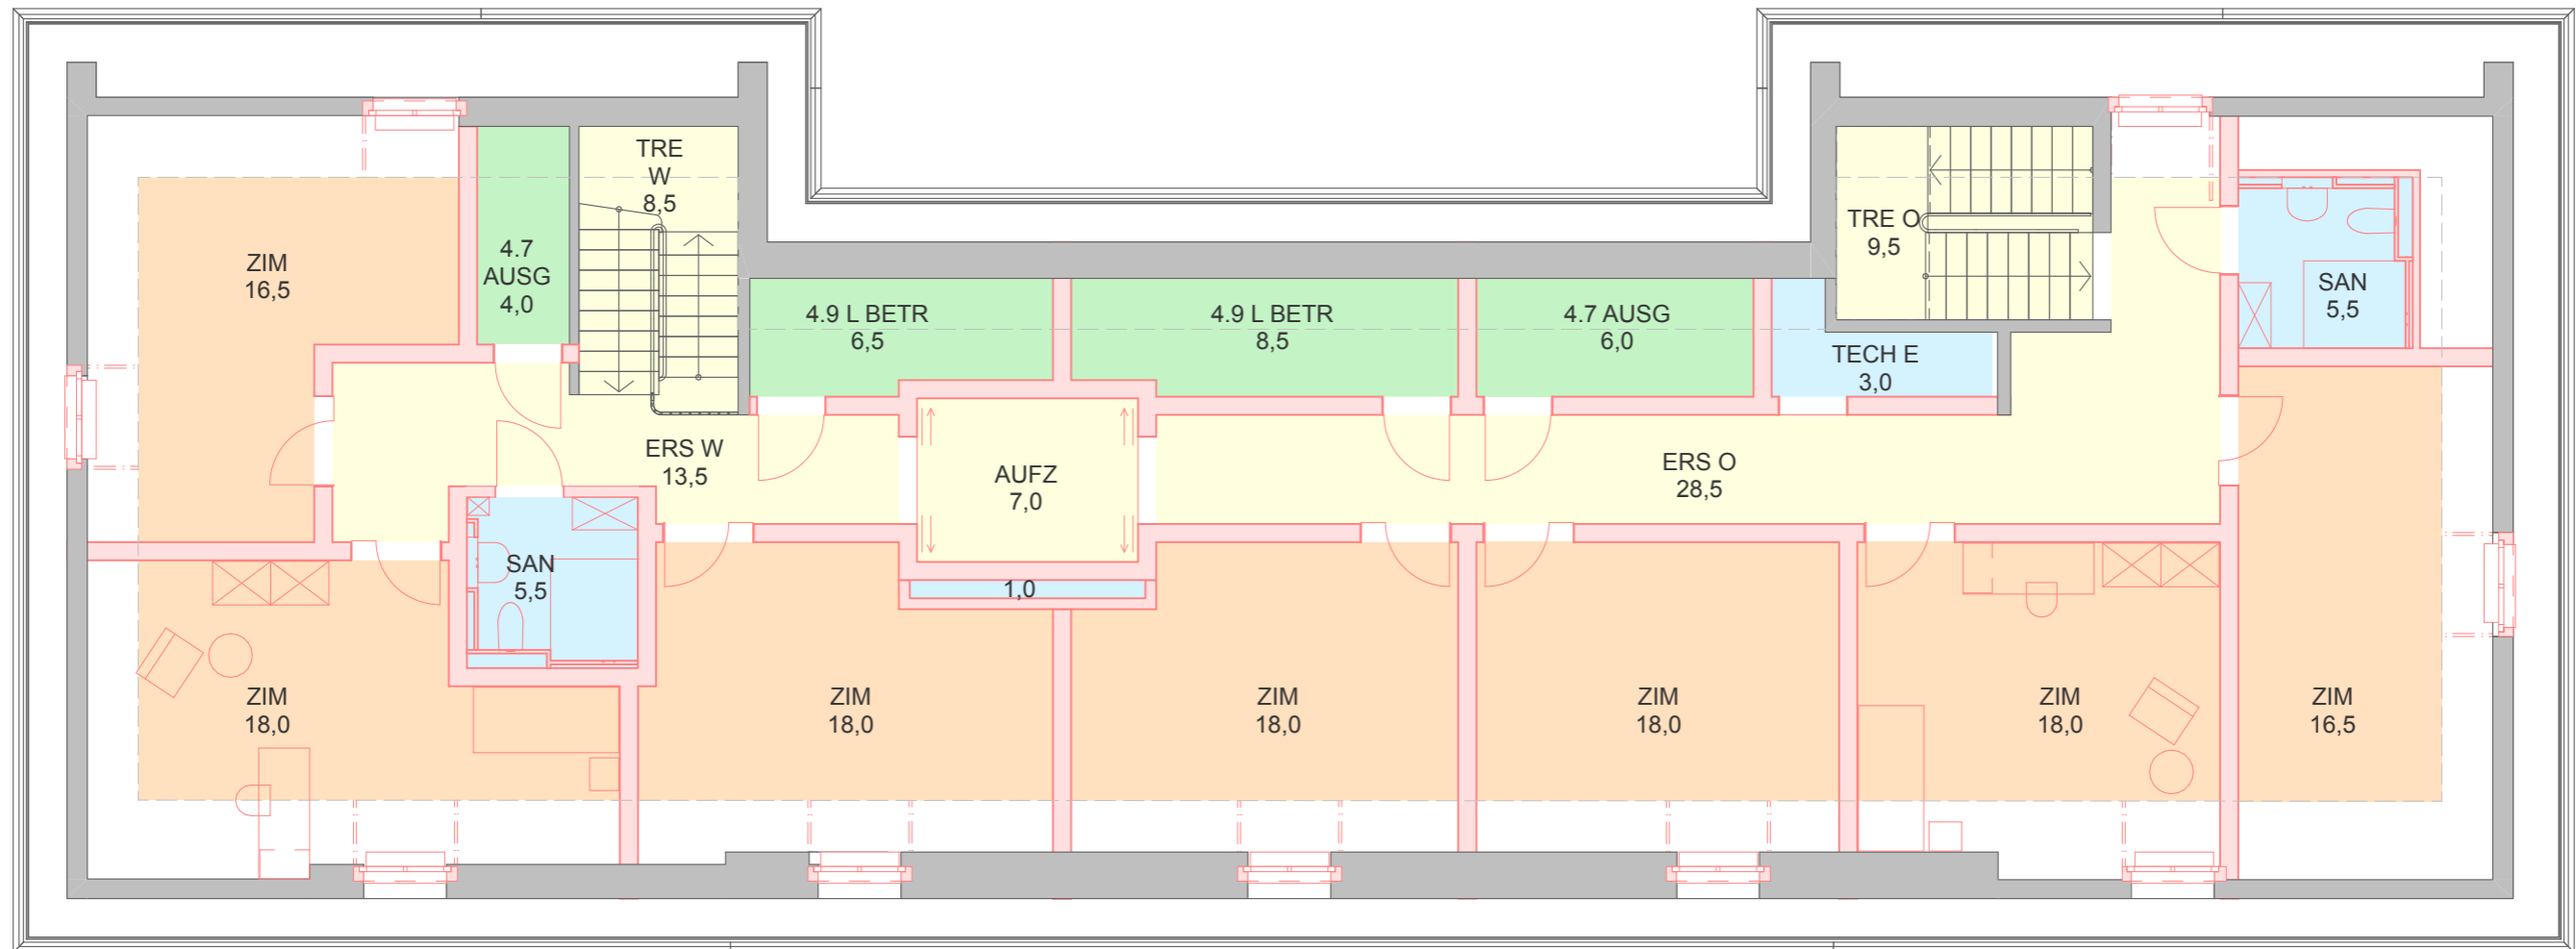 TRE
W
8,5
ZIM
16,5
4.7
AUSG
4,0
TRE O
9,5
4.9 L BETR
6,5
4.9 L BETR
8,5
4.7 AUSG
6,0
TECH E
3,0
SAN
5,5
ERS W
13,5
AUFZ
7,0
ERS O
28,5
SAN
5,5
1,0
ZIM
18,0
ZIM
18,0
ZIM
18,0
ZIM
18,0
ZIM
18,0
ZIM
16,5